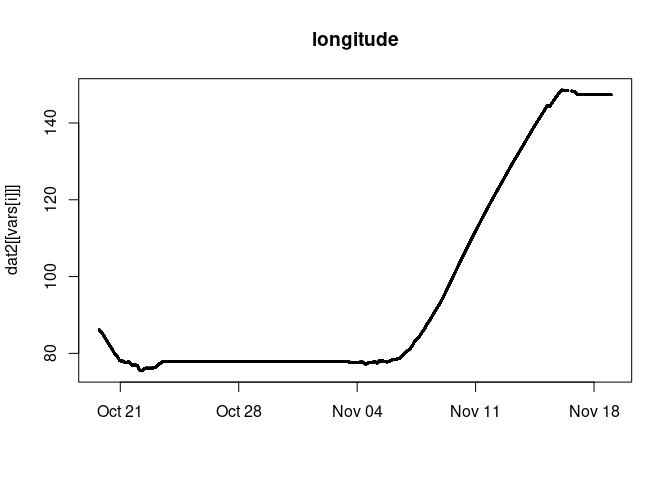 longitude
dat2[[vars[i]]]
140
120
100
80
Oct 21
Oct 28
Nov 04
Nov 11
Nov 18